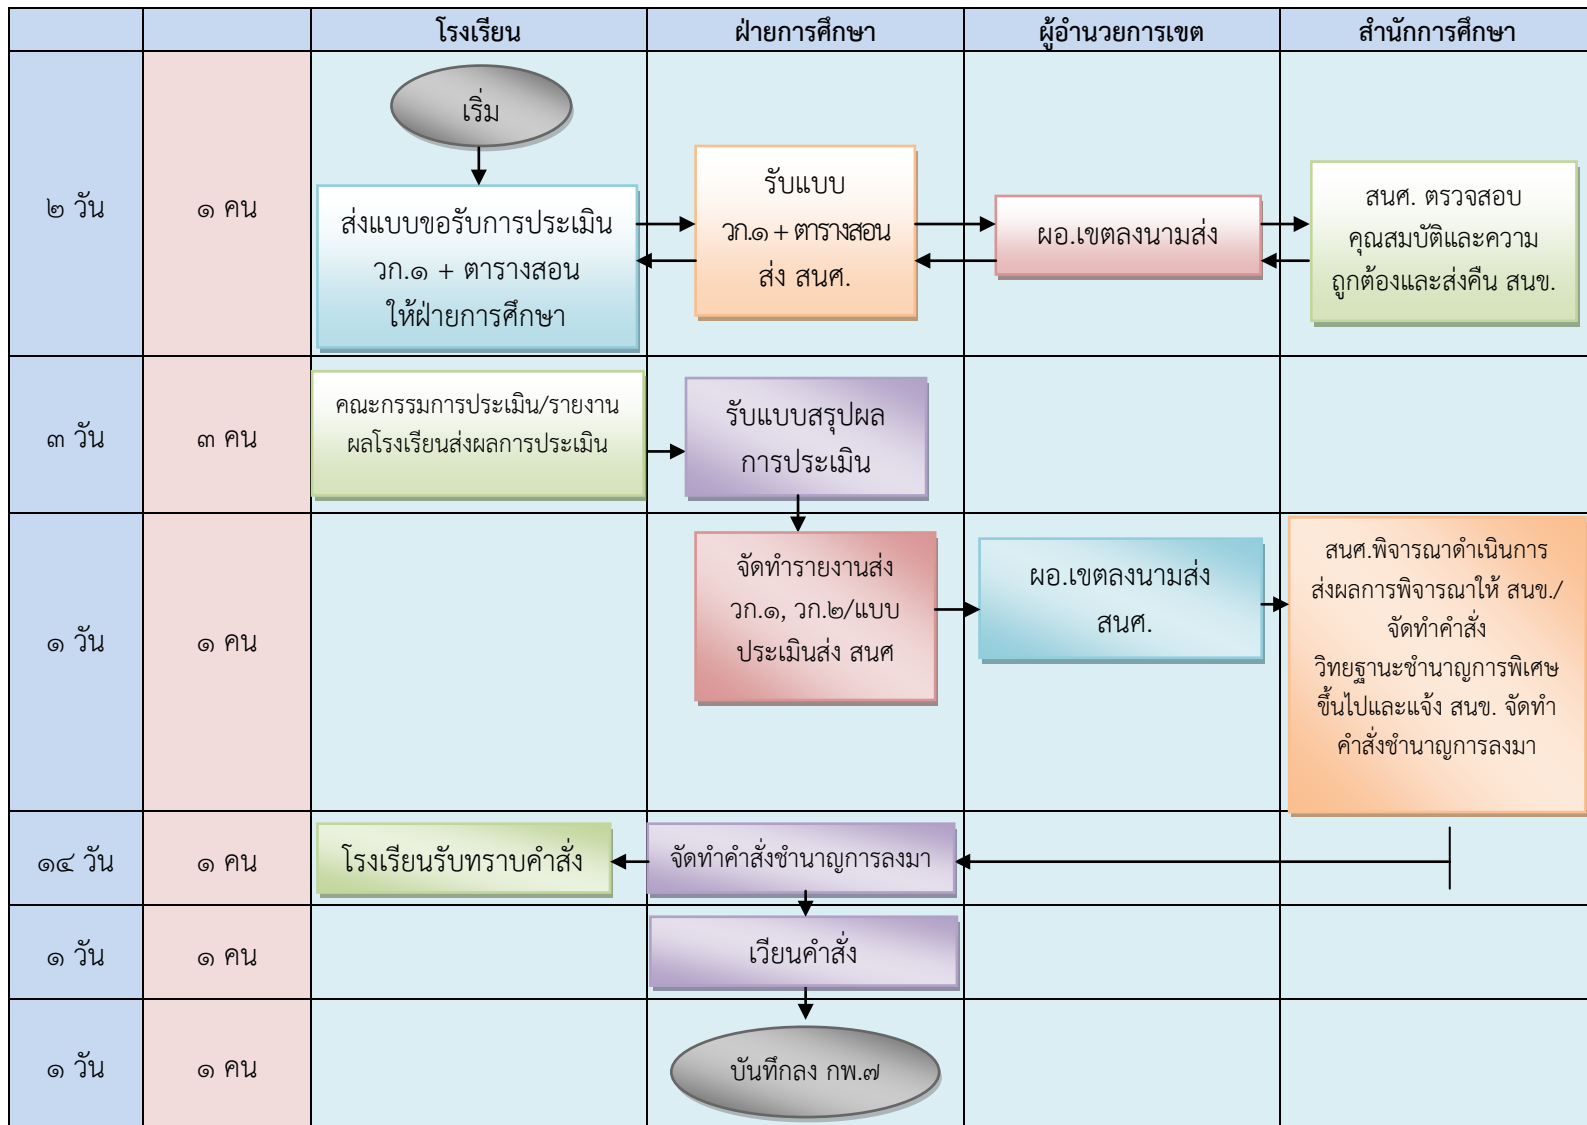 โรงเรียน
ฝ่ายการศึกษา
ผู้อำนวยการเขต
สำนักการศึกษา
๒ วัน
๑ คน
เริ่ม
ส่งแบบขอรับการประเมิน
วก.๑ + ตารางสอน
ให้ฝ่ายการศึกษา
รับแบบ
วก.๑ + ตารางสอน
ส่ง สนศ.
ผอ.เขตลงนามส่ง
สนศ. ตรวจสอบ
คุณสมบัติและความ
ถูกต้องและส่งคืน สนข.
๓ วัน
๓ คน
คณะกรรมการประเมิน/รายงาน
ผลโรงเรียนส่งผลการประเมิน
รับแบบสรุปผล
การประเมิน
๑ วัน
๑ คน
จัดทำรายงานส่ง
วก.๑, วก.๒/แบบ
ประเมินส่ง สนศ
ผอ.เขตลงนามส่ง
สนศ.
สนศ.พิจารณาดำเนินการ
ส่งผลการพิจารณาให้ สนข./
จัดทำคำสั่ง
วิทยฐานะชำนาญการพิเศษ
ขึ้นไปและแจ้ง สนข. จัดทำ
คำสั่งชำนาญการลงมา
๑๔ วัน
๑ คน
โรงเรียนรับทราบคำสั่ง
จัดทำคำสั่งชำนาญการลงมา
๑ วัน
๑ คน
เวียนคำสั่ง
๑ วัน
๑ คน
บันทึกลง กพ.๗